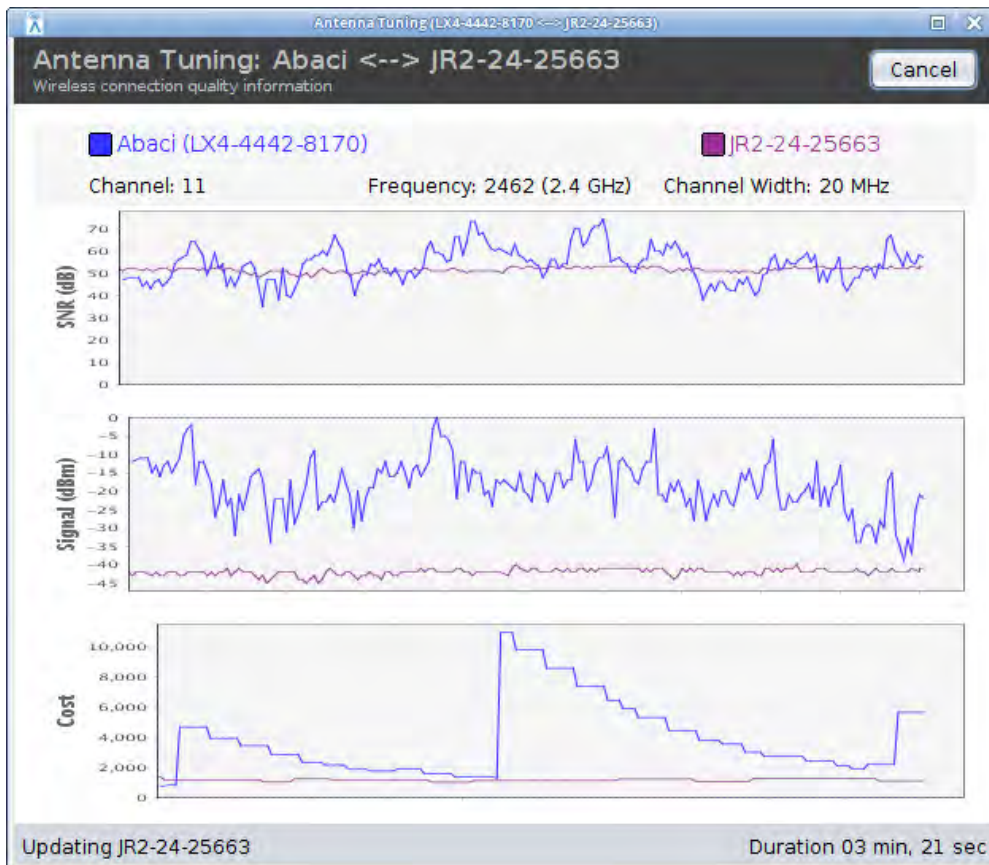 Antenna Tuning (LX4-4442-8170 <--> JR2-24-25663)
Antenna Tuning: Abaci <--> JR2-24-25663
Wireless connection quality information
Cancel
Abaci (LX4-4442-8170)
JR2-24-25663
Channel: 11
Frequency: 2462 (2.4 GHz)
Channel Width: 20 MHz
SNR (dB)
70
60
50
40
30
20
10
0
Signal (dBm)
0
-5
-10
-15
-20
-25
-30
-35
-40
-45
Cost
10,000
8,000
6,000
4,000
2,000
0
Updating JR2-24-25663
Duration 03 min, 21 sec